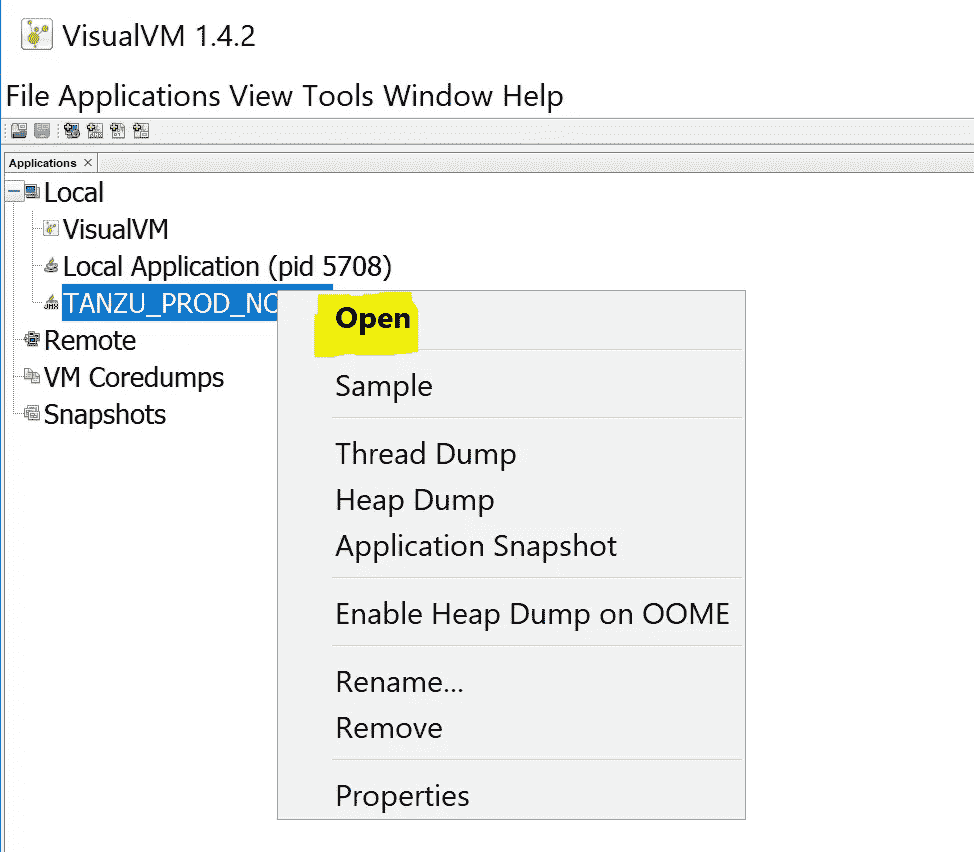 VisualVM 1.4.2
File Applications View Tools Window Help
Applications
Local
VisualVM
Local Application (pid 5708)
TANZU_PROD_NO
Remote
VM Coredumps
Snapshots
Open
Sample
Thread Dump
Heap Dump
Application Snapshot
Enable Heap Dump on OOME
Rename...
Remove
Properties